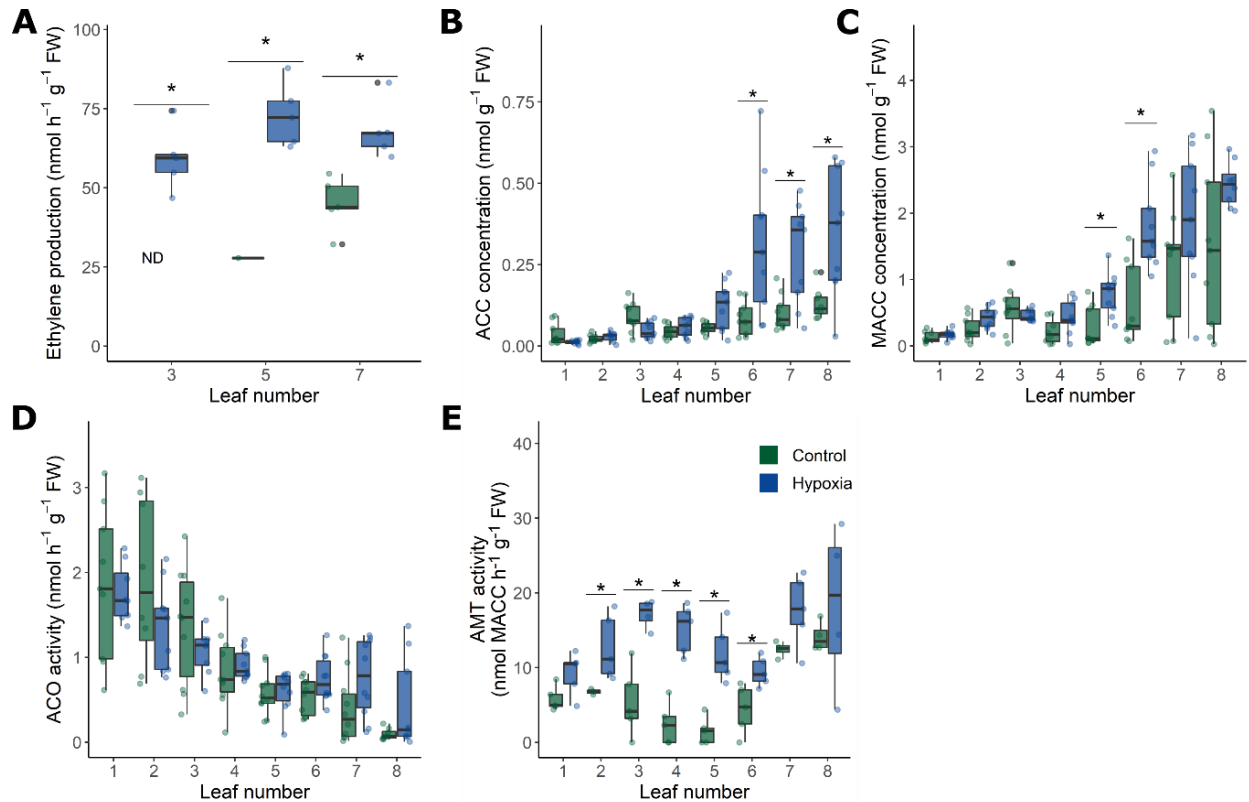 A
Ethylene production (nmol h⁻¹ g⁻¹ FW)
100
75
50
25
0
*
*
*
ND
3 5 7
Leaf number
B
ACC concentration (nmol g⁻¹ FW)
0.75
0.50
0.25
0.00
*
*
*
1 2 3 4 5 6 7 8
Leaf number
C
MACC concentration (nmol g⁻¹ FW)
4
3
2
1
0
*
*
1 2 3 4 5 6 7 8
Leaf number
D
ACO activity (nmol h⁻¹ g⁻¹ FW)
3
2
1
0
1 2 3 4 5 6 7 8
Leaf number
E
AMT activity
(nmol MACC h⁻¹ g⁻¹ FW)
40
30
20
10
0
* * * * *
Control
Hypoxia
1 2 3 4 5 6 7 8
Leaf number